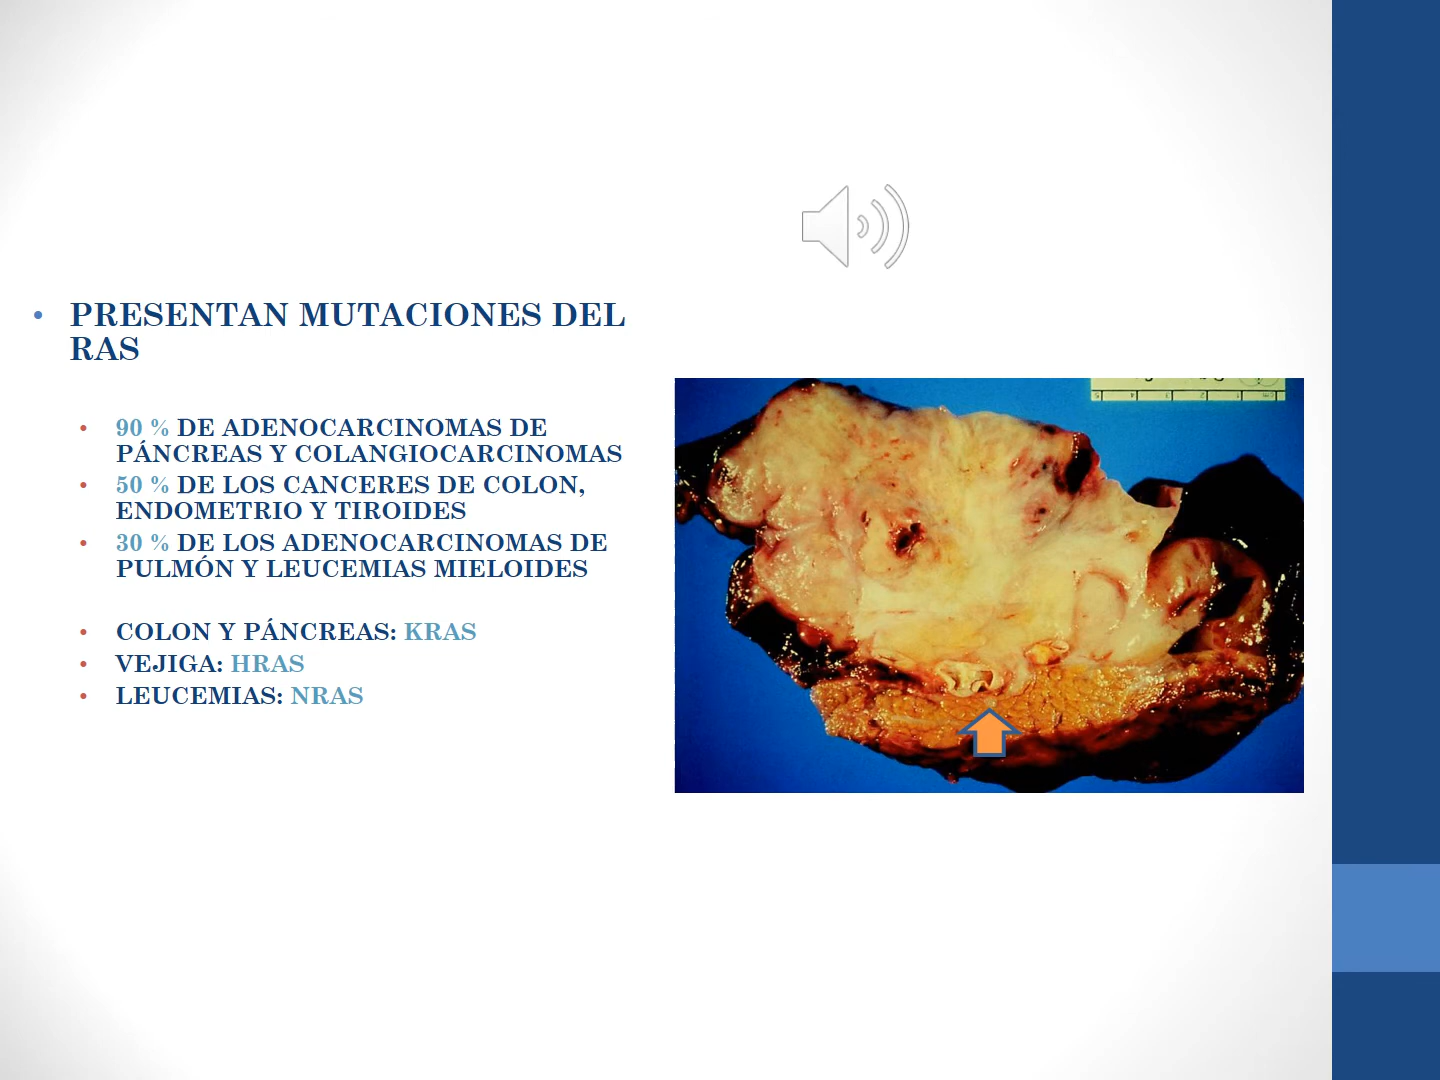 • PRESENTAN MUTACIONES DEL
RAS
• 90 % DE ADENOCARCINOMAS DE
PÁNCREAS Y COLANGIOCARCINOMAS
• 50 % DE LOS CANCERES DE COLON,
ENDOMETRIO Y TIROIDES
• 30 % DE LOS ADENOCARCINOMAS DE
PULMÓN Y LEUCEMIAS MIELOIDES
• COLON Y PÁNCREAS: KRAS
• VEJIGA: HRAS
• LEUCEMIAS: NRAS